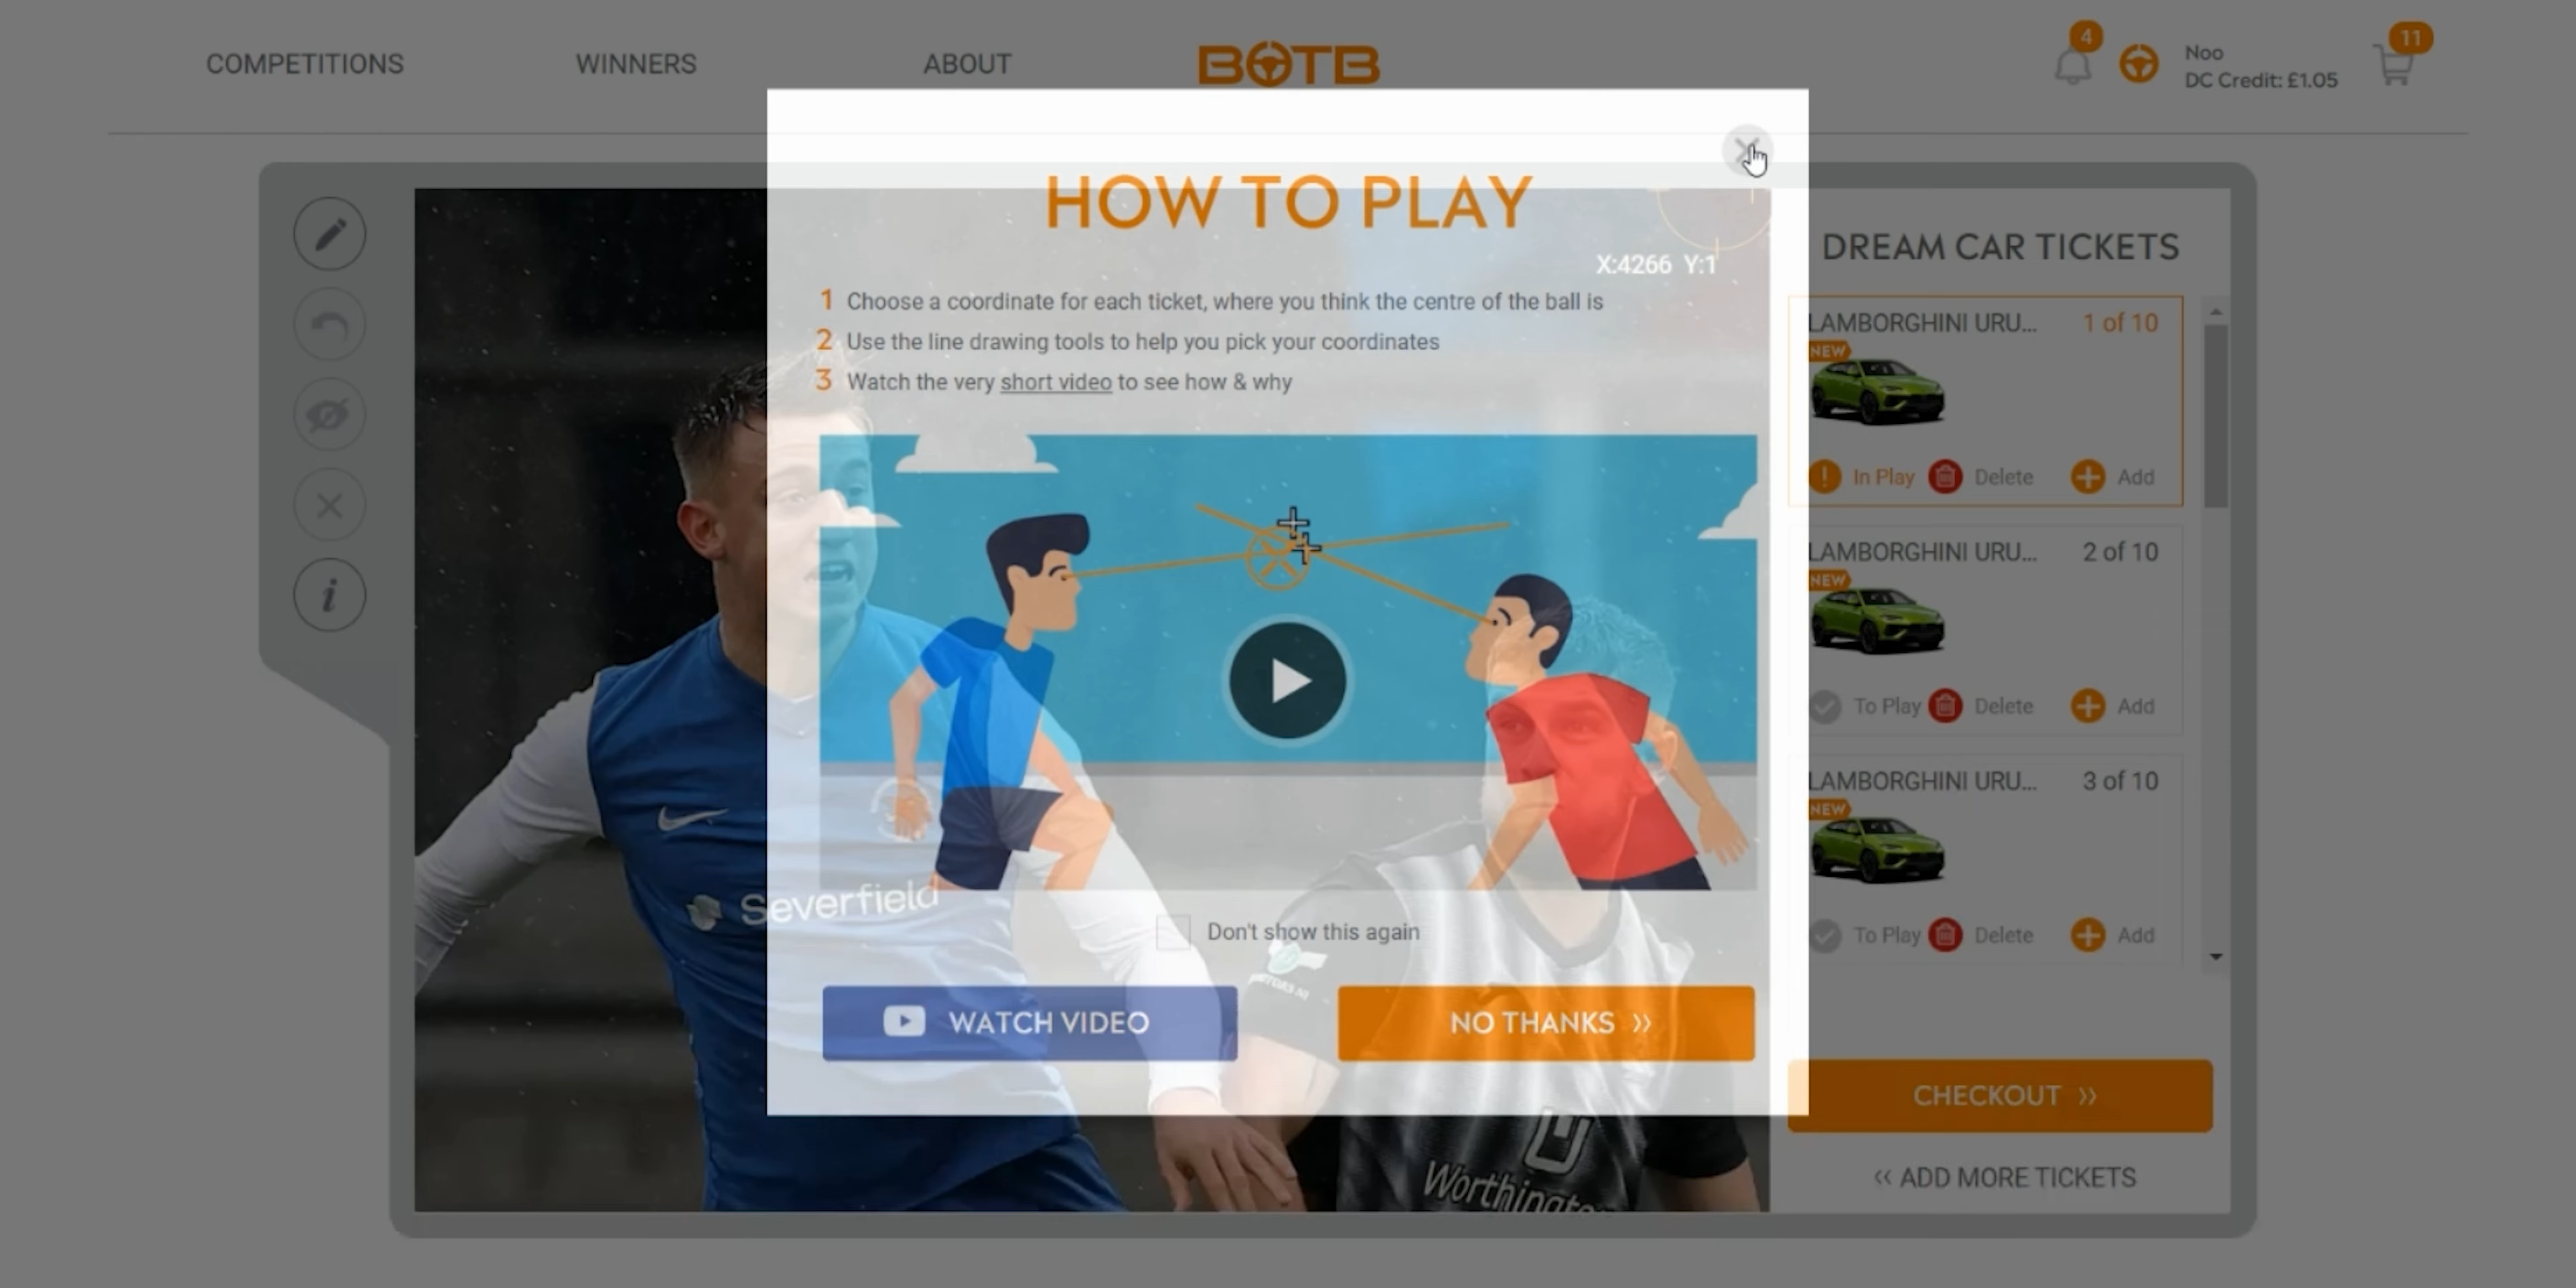 COMPETITIONS WINNERS ABOUT BOTB 4 Noo 11
DC Credit: £1.05
HOW TO PLAY
X:4266 Y:1
1 Choose a coordinate for each ticket, where you think the centre of the ball is
2 Use the line drawing tools to help you pick your coordinates
3 Watch the very short video to see how & why
Severfield
Don't show this again
WATCH VIDEO
NO THANKS »
DREAM CAR TICKETS
LAMBORGHINI URU... 1 of 10
NEW
! In Play Delete Add
LAMBORGHINI URU... 2 of 10
NEW
To Play Delete Add
LAMBORGHINI URU... 3 of 10
NEW
To Play Delete Add
CHECKOUT »
« ADD MORE TICKETS